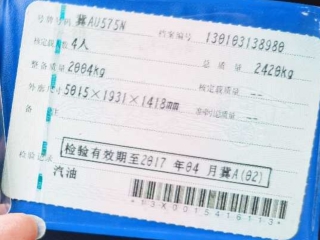 号牌号码 冀AU575N 档案编号 130103138980
核定载人数 4人 总质量 2420kg
整备质量 2004kg 核定载质量 --
外廓尺寸 5015×1931×1418mm 准牵引总质量 --
备注
检验有效期至2017年04月冀A(02)
检验记录
汽油